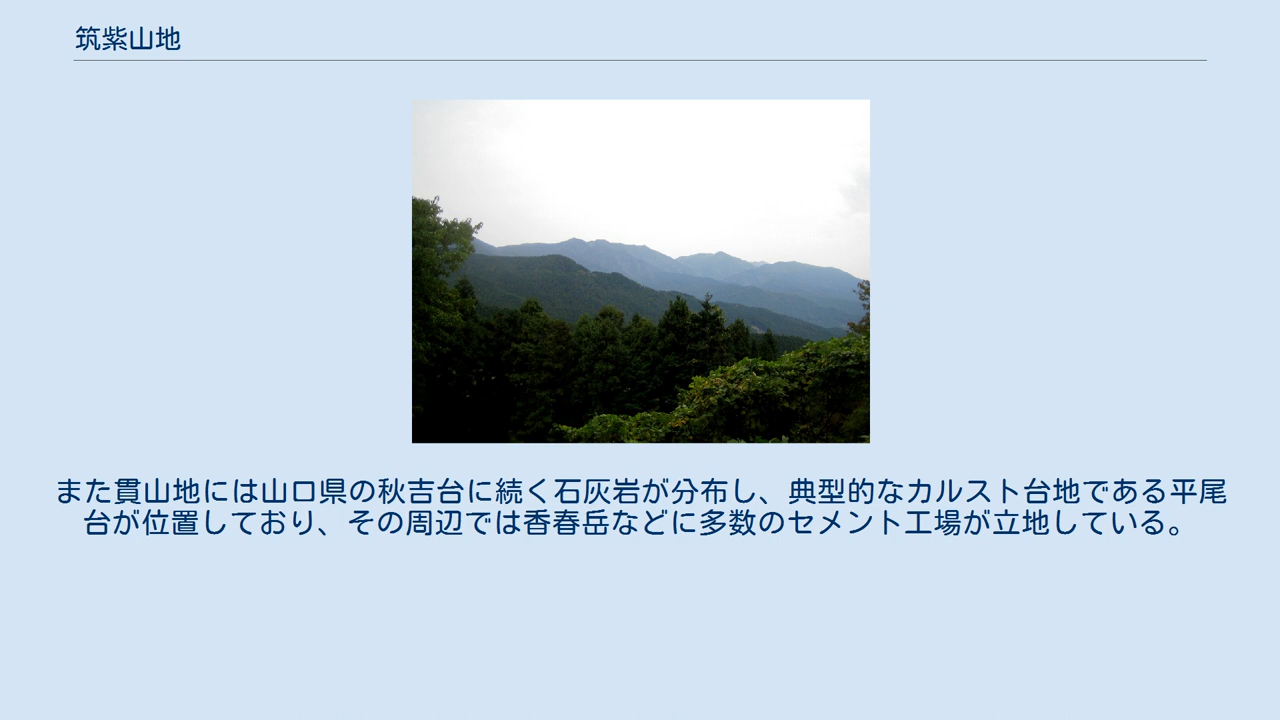 筑紫山地
また貫山地には山口県の秋吉台に続く石灰岩が分布し、典型的なカルスト台地である平尾
台が位置しており、その周辺では香春岳などに多数のセメント工場が立地している。